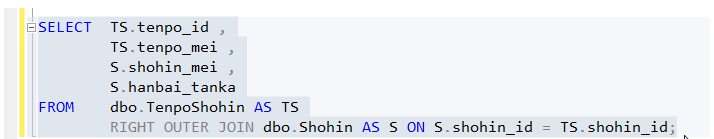 SELECT  TS.tenpo_id ,
        TS.tenpo_mei ,
        S.shohin_mei ,
        S.hanbai_tanka
FROM    dbo.TenpoShohin AS TS
        RIGHT OUTER JOIN dbo.Shohin AS S ON S.shohin_id = TS.shohin_id;